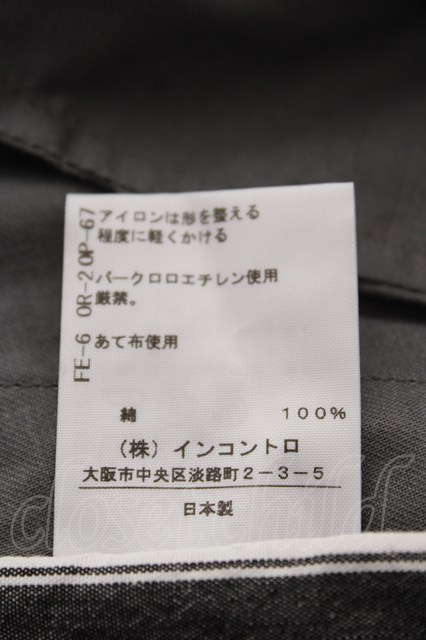 アイロンは形を整える
程度に軽くかける
パークロロエチレン使用
厳禁。
あて布使用
FE-6 OR-20P-67
綿 100%
(株)インコントロ
大阪市中央区淡路町2-3-5
日本製
closet child